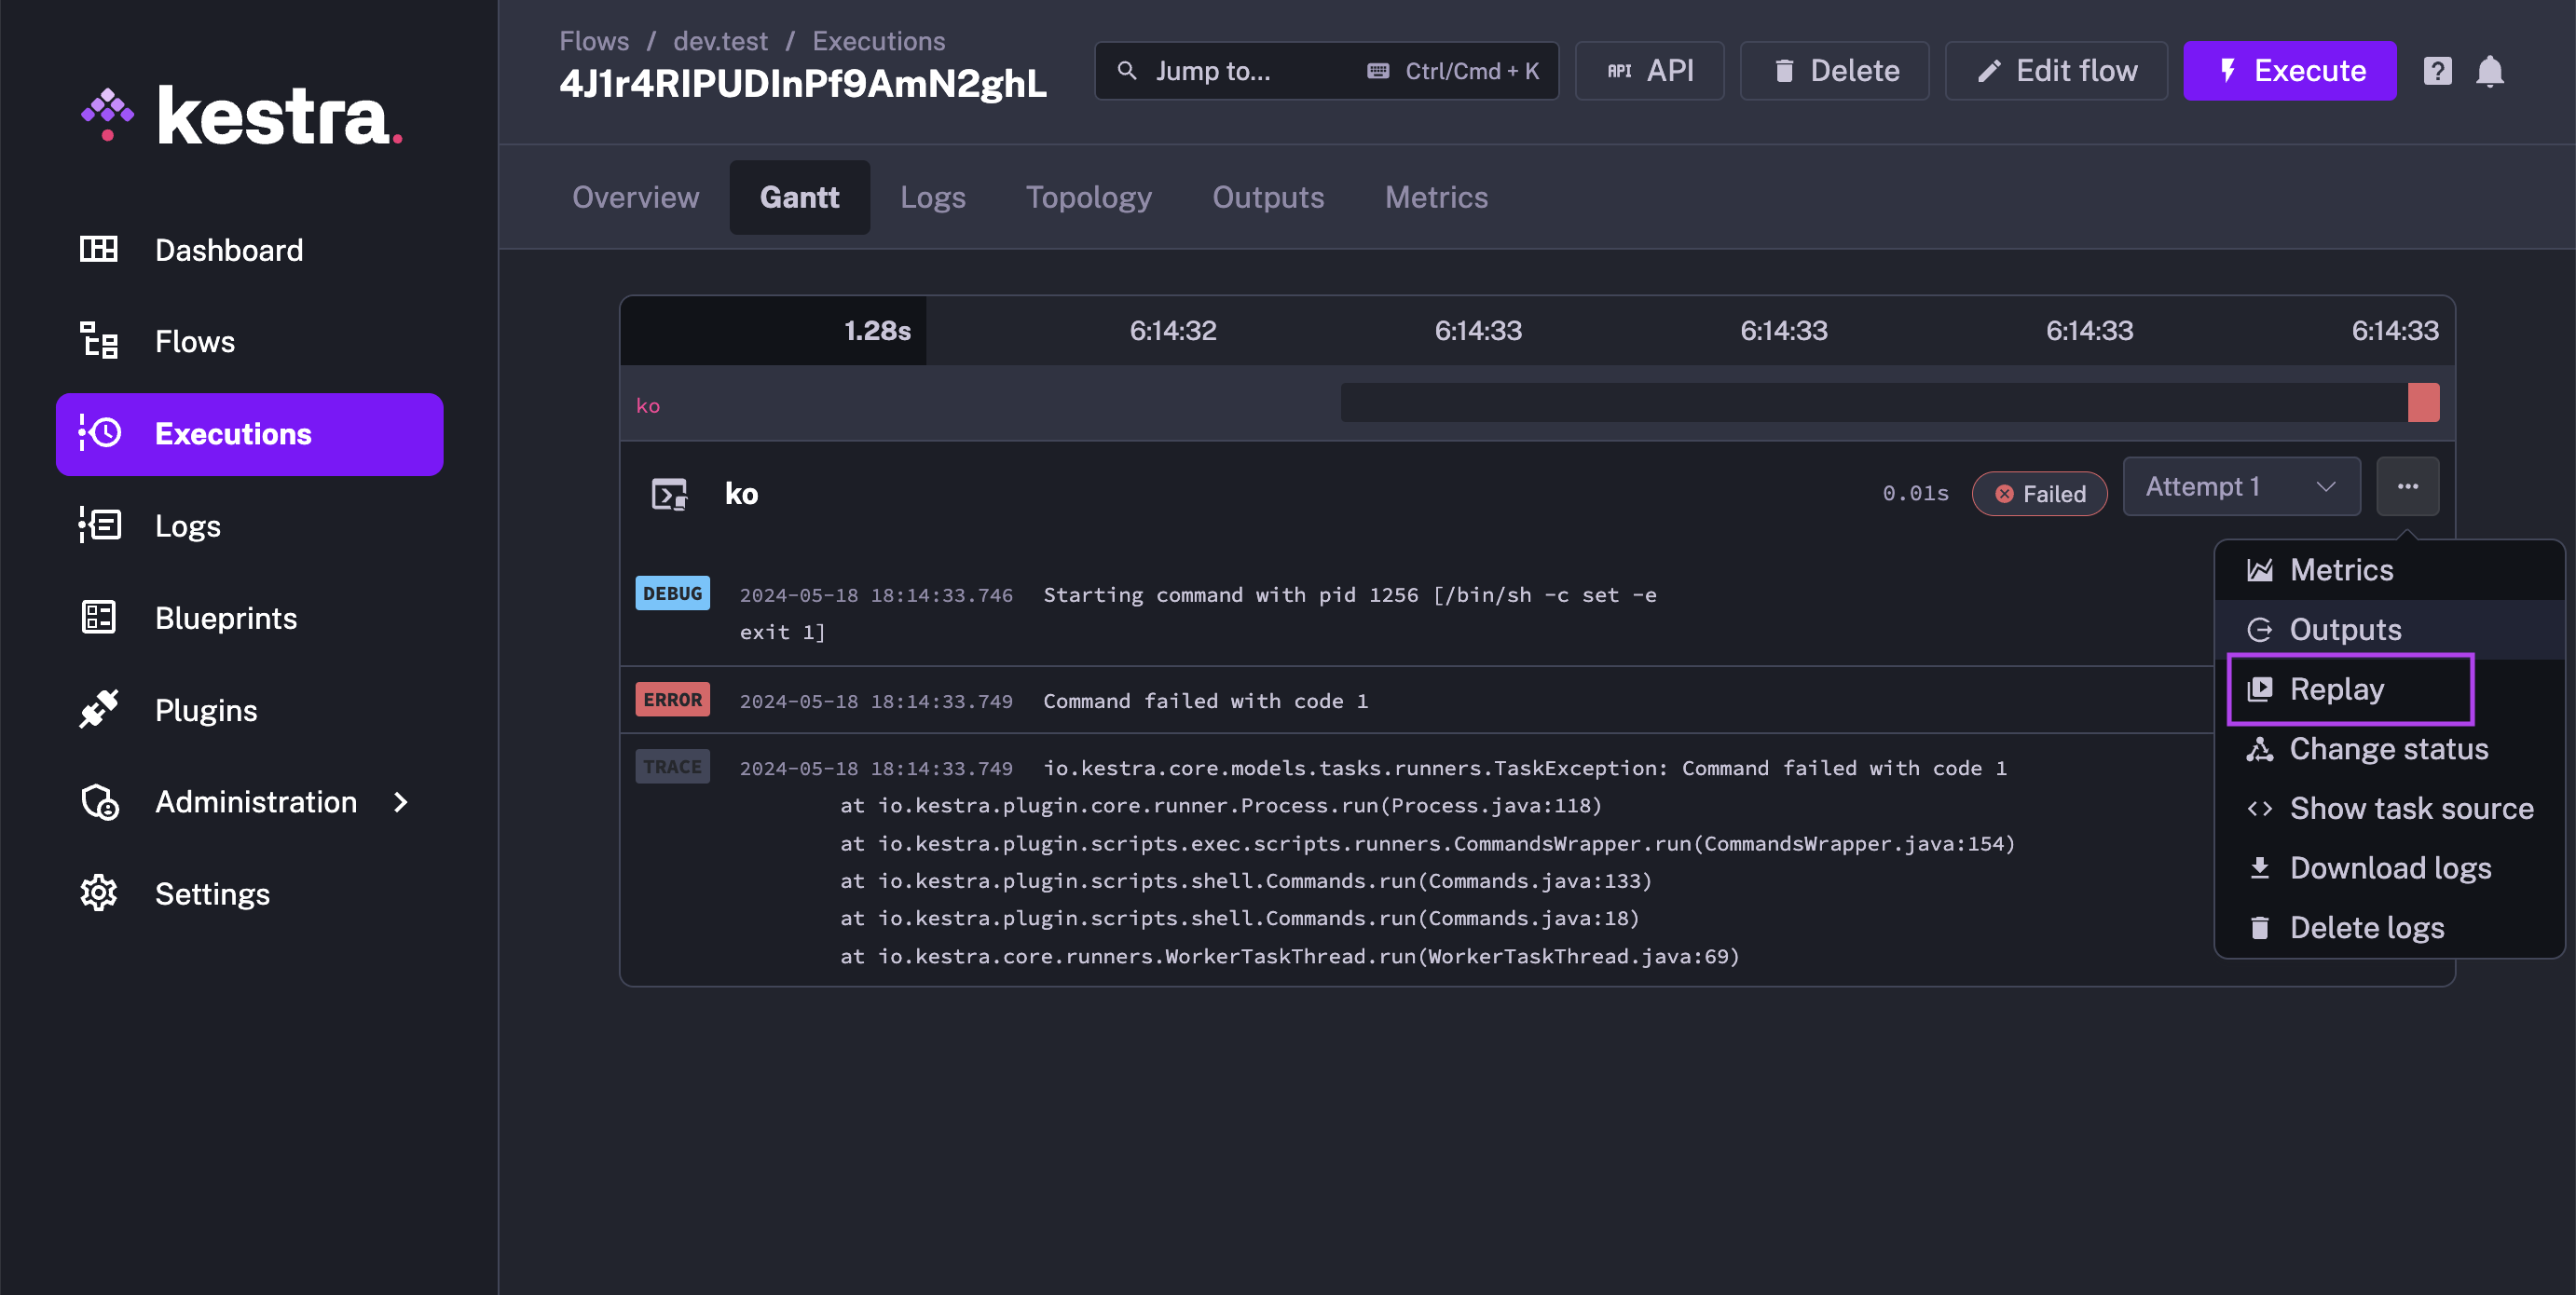 kestra.
Dashboard
Flows
Executions
Logs
Blueprints
Plugins
Administration
Settings
Flows / dev.test / Executions
4J1r4RIPUDInPf9AmN2ghL
Jump to... Ctrl/Cmd + K
API API
Delete
Edit flow
Execute
?
Overview Gantt Logs Topology Outputs Metrics
1.28s 6:14:32 6:14:33 6:14:33 6:14:33 6:14:33
ko
ko 0.01s Failed Attempt 1
DEBUG 2024-05-18 18:14:33.746 Starting command with pid 1256 [/bin/sh -c set -e
exit 1]
ERROR 2024-05-18 18:14:33.749 Command failed with code 1
TRACE 2024-05-18 18:14:33.749 io.kestra.core.models.tasks.runners.TaskException: Command failed with code 1
at io.kestra.plugin.core.runner.Process.run(Process.java:118)
at io.kestra.plugin.scripts.exec.scripts.runners.CommandsWrapper.run(CommandsWrapper.java:154)
at io.kestra.plugin.scripts.shell.Commands.run(Commands.java:133)
at io.kestra.plugin.scripts.shell.Commands.run(Commands.java:18)
at io.kestra.core.runners.WorkerTaskThread.run(WorkerTaskThread.java:69)
Metrics
Outputs
Replay
Change status
Show task source
Download logs
Delete logs